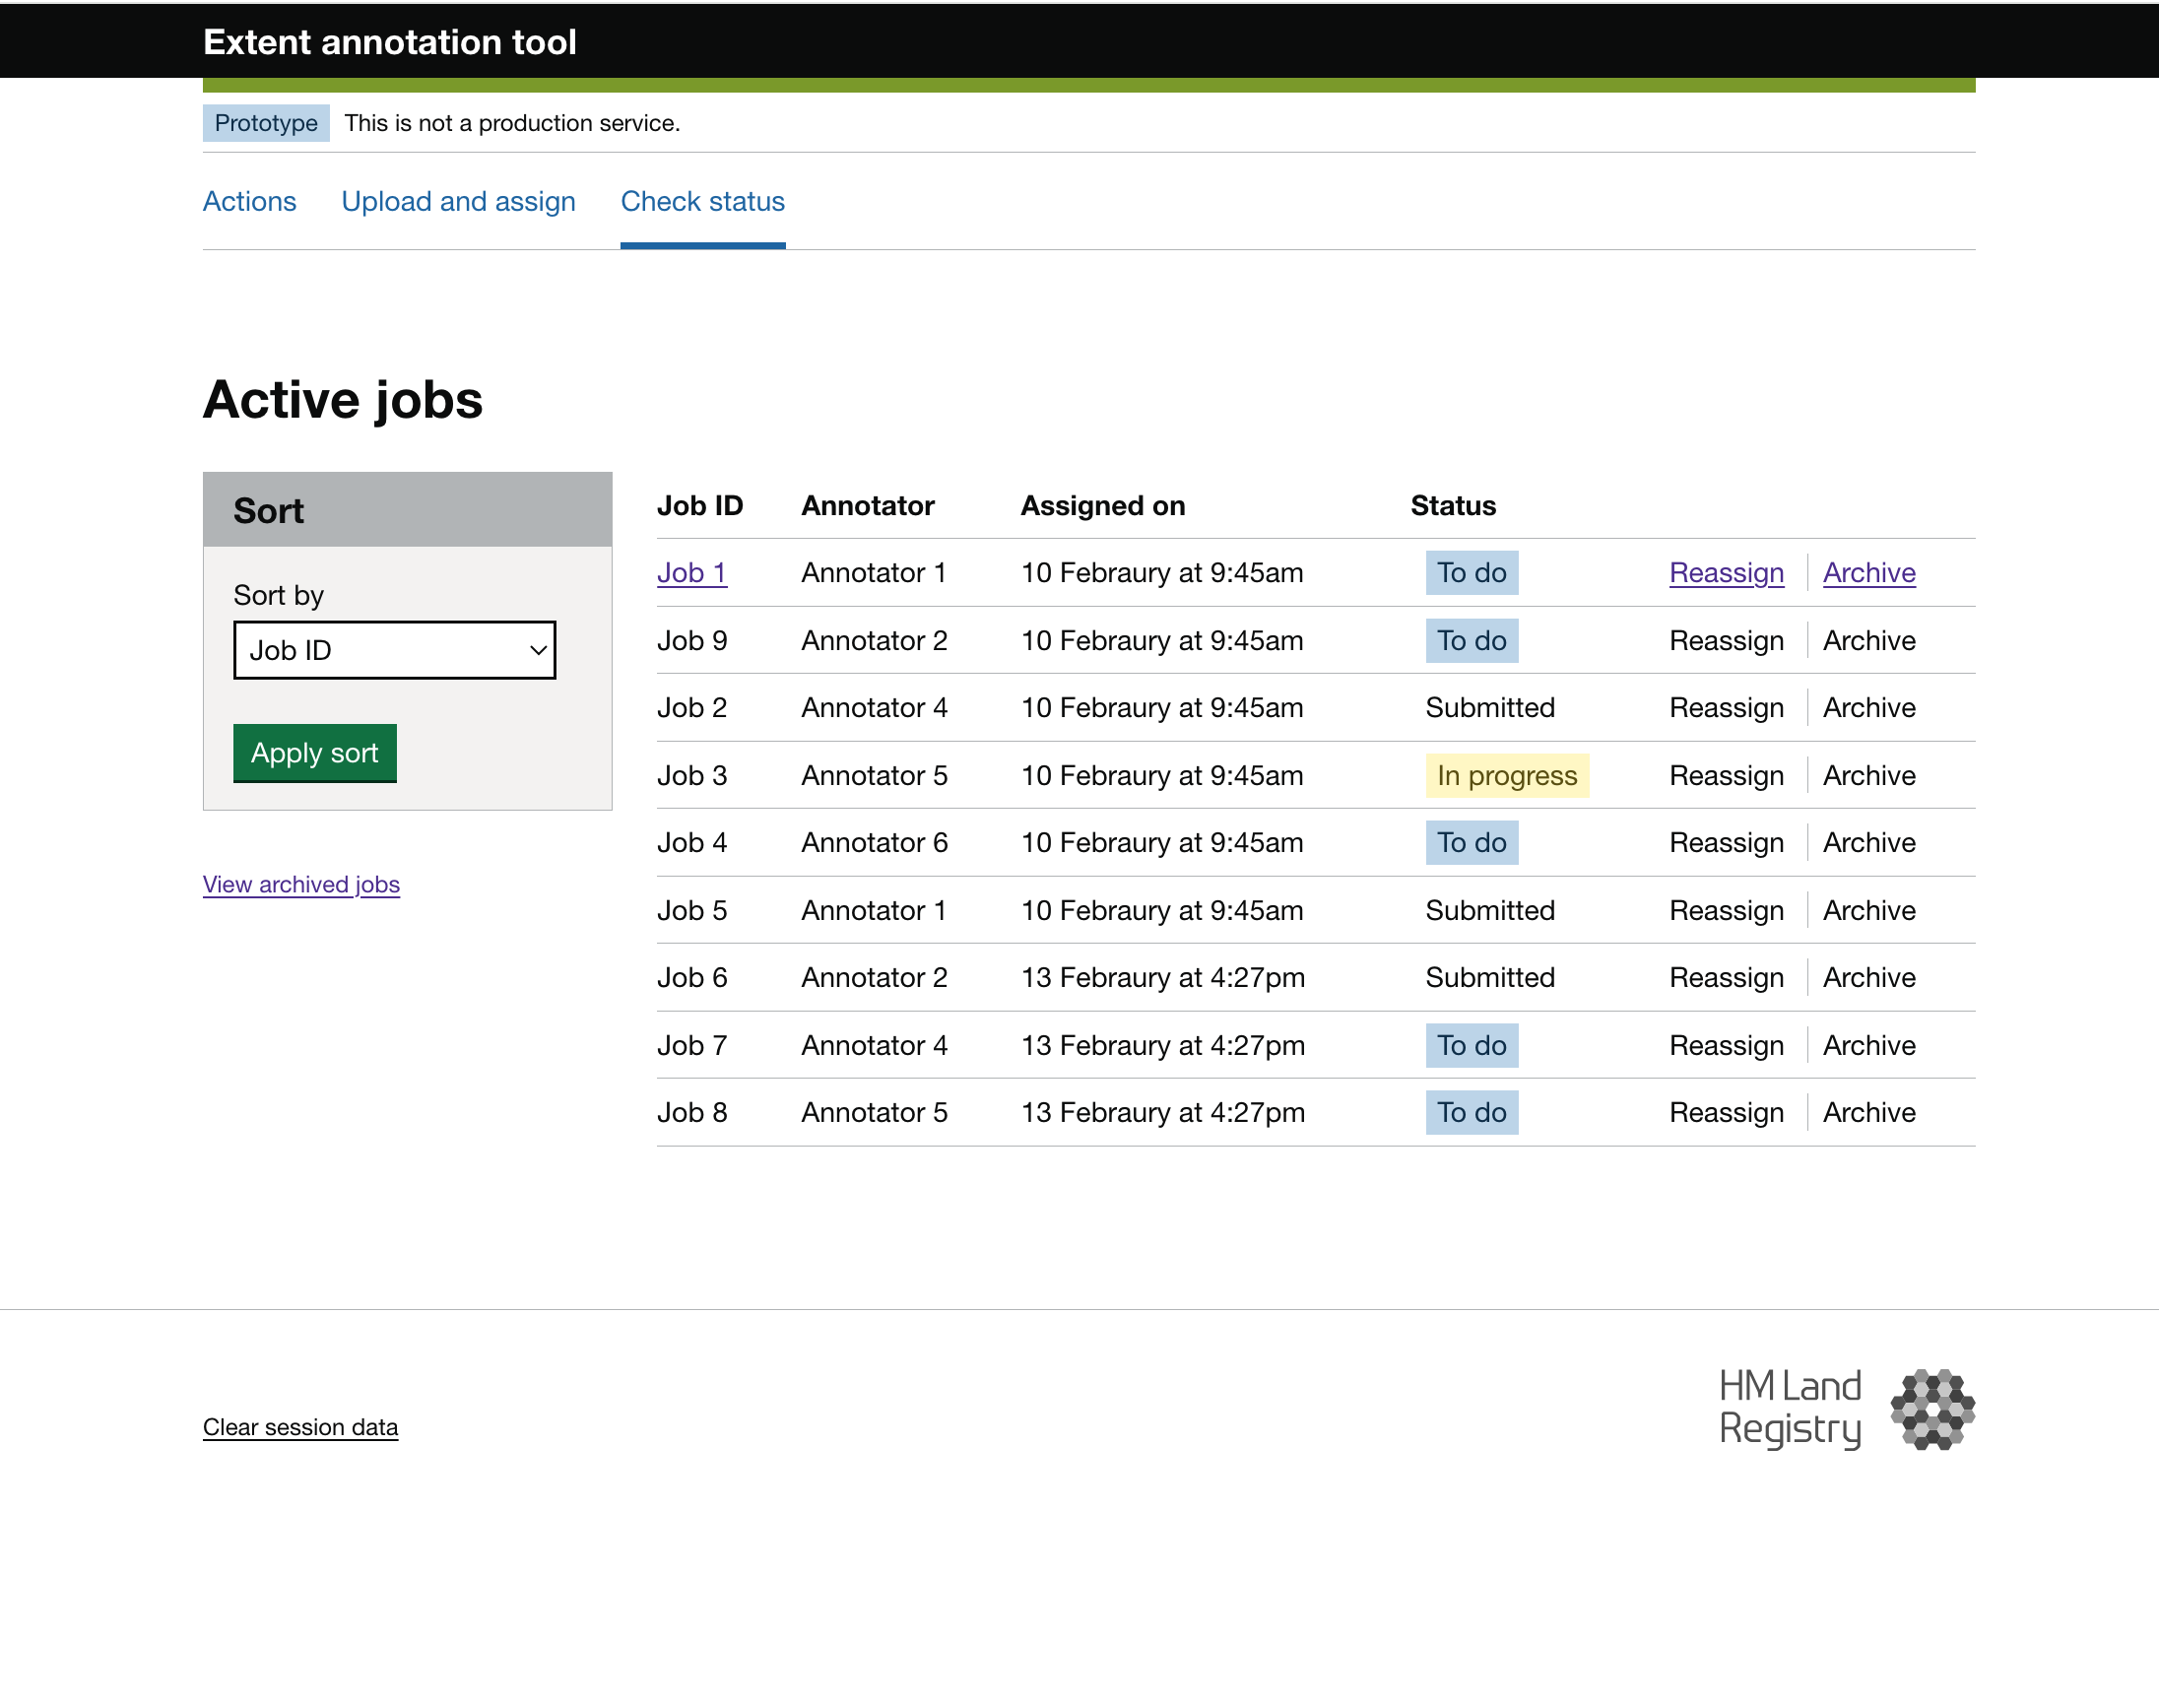 Extent annotation tool
Prototype This is not a production service.
Actions Upload and assign Check status
Active jobs
Sort
Sort by
Job ID
Apply sort
View archived jobs
Job ID Annotator Assigned on Status
Job 1 Annotator 1 10 Febraury at 9:45am To do Reassign Archive
Job 9 Annotator 2 10 Febraury at 9:45am To do Reassign Archive
Job 2 Annotator 4 10 Febraury at 9:45am Submitted Reassign Archive
Job 3 Annotator 5 10 Febraury at 9:45am In progress Reassign Archive
Job 4 Annotator 6 10 Febraury at 9:45am To do Reassign Archive
Job 5 Annotator 1 10 Febraury at 9:45am Submitted Reassign Archive
Job 6 Annotator 2 13 Febraury at 4:27pm Submitted Reassign Archive
Job 7 Annotator 4 13 Febraury at 4:27pm To do Reassign Archive
Job 8 Annotator 5 13 Febraury at 4:27pm To do Reassign Archive
Clear session data
HM Land
Registry